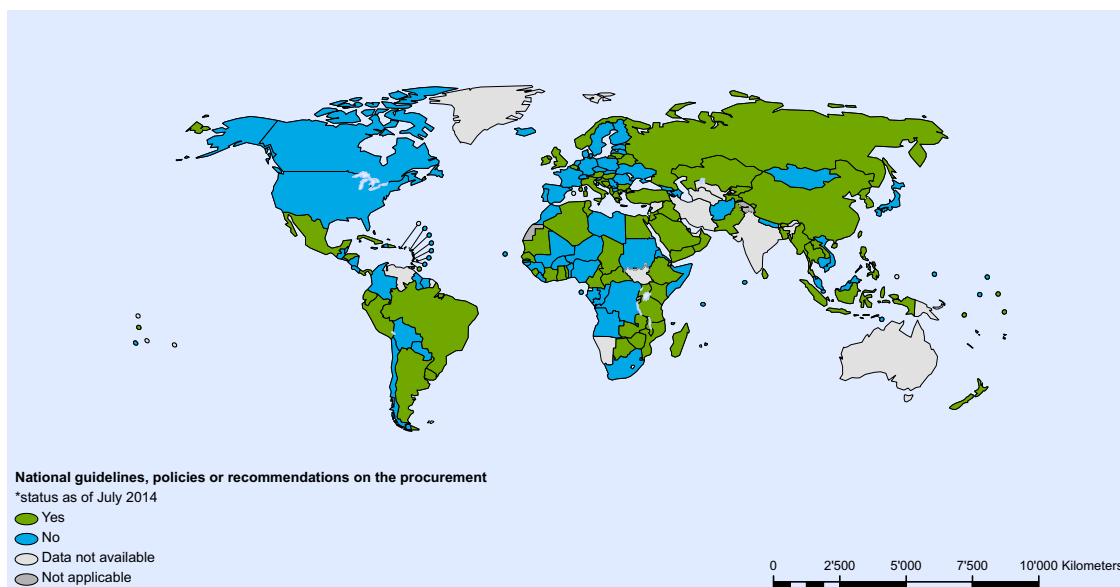 National guidelines, policies or recommendations on the procurement
*status as of July 2014
Yes
No
Data not available
Not applicable
0 2'500 5'000 7'500 10'000 Kilometers